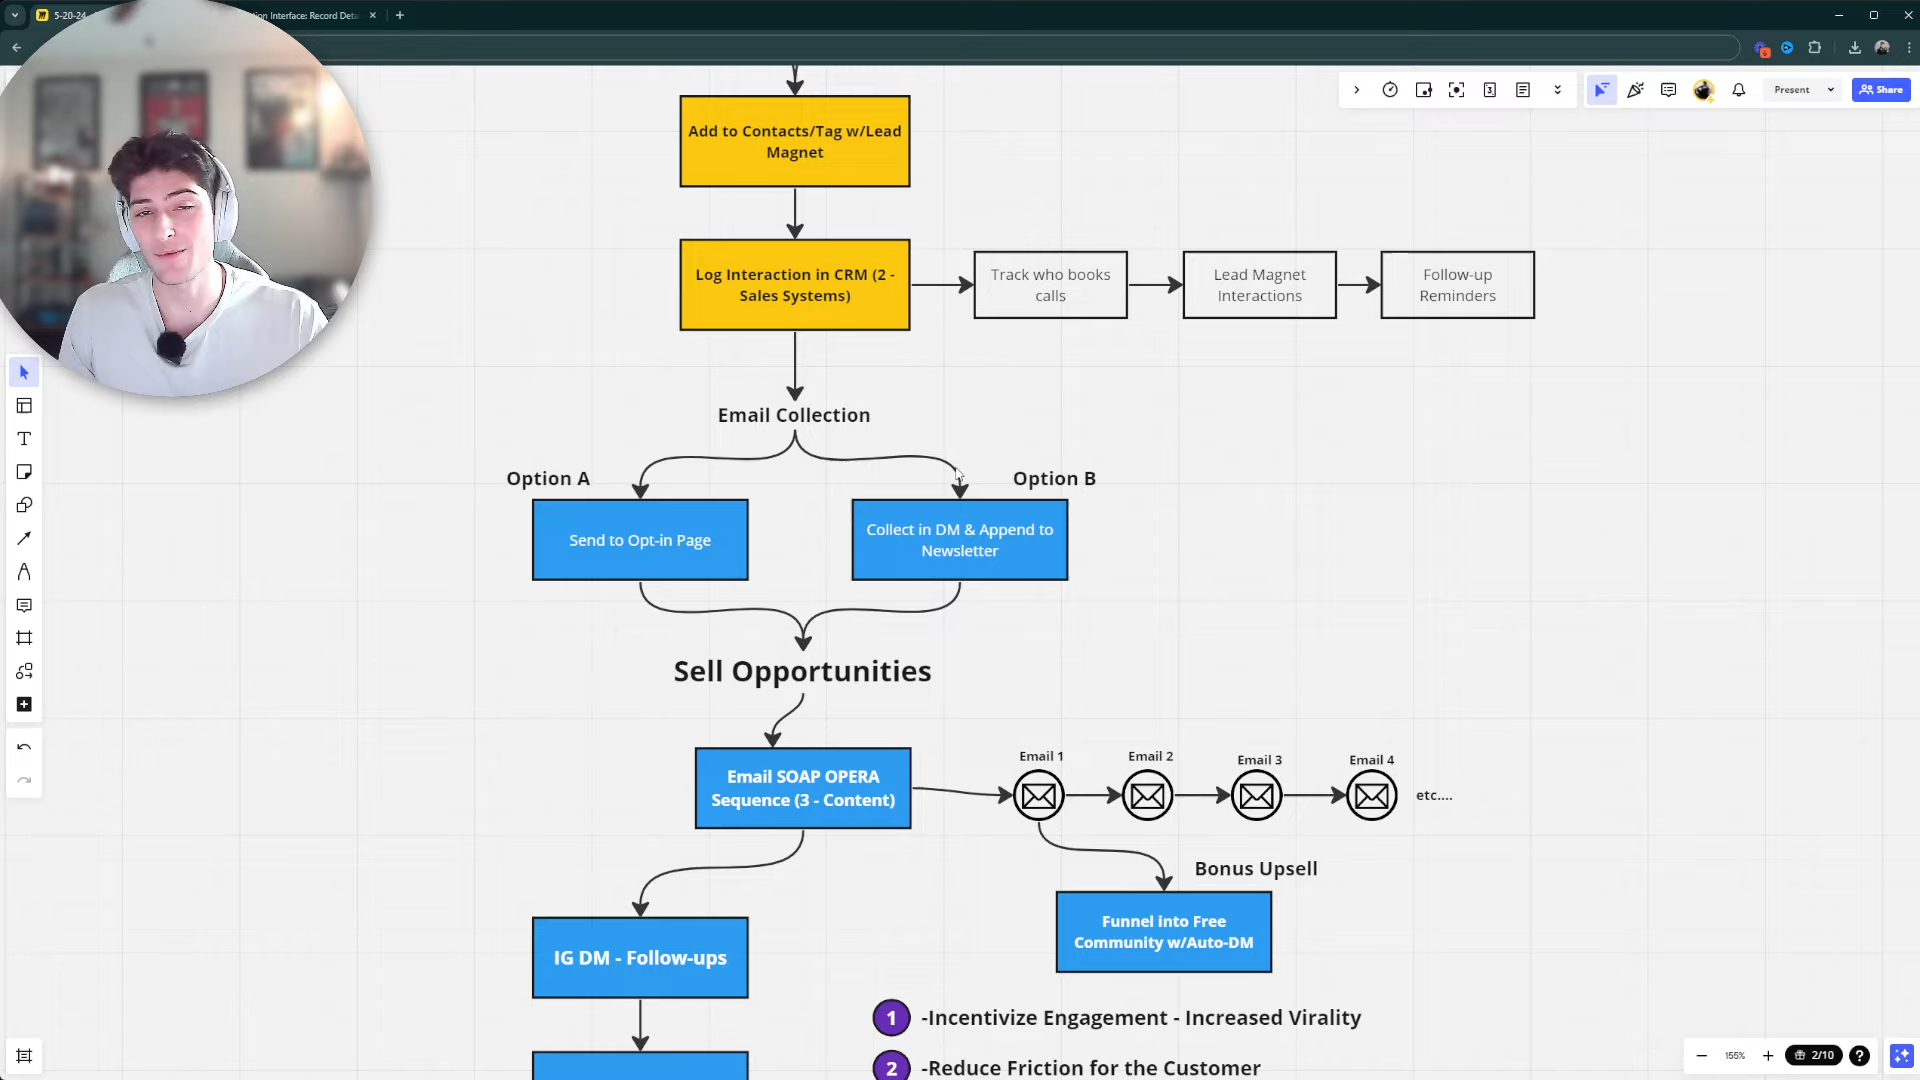 5-20-24
ion Interface: Record Deta
Present
Share
Add to Contacts/Tag w/Lead
Magnet
Log Interaction in CRM (2 -
Sales Systems)
Track who books
calls
Lead Magnet
Interactions
Follow-up
Reminders
Email Collection
Option A
Option B
Send to Opt-in Page
Collect in DM & Append to
Newsletter
Sell Opportunities
Email SOAP OPERA
Sequence (3 - Content)
Email 1
Email 2
Email 3
Email 4
etc....
Bonus Upsell
Funnel into Free
Community w/Auto-DM
IG DM - Follow-ups
1 -Incentivize Engagement - Increased Virality
2 -Reduce Friction for the Customer
155%
2/10